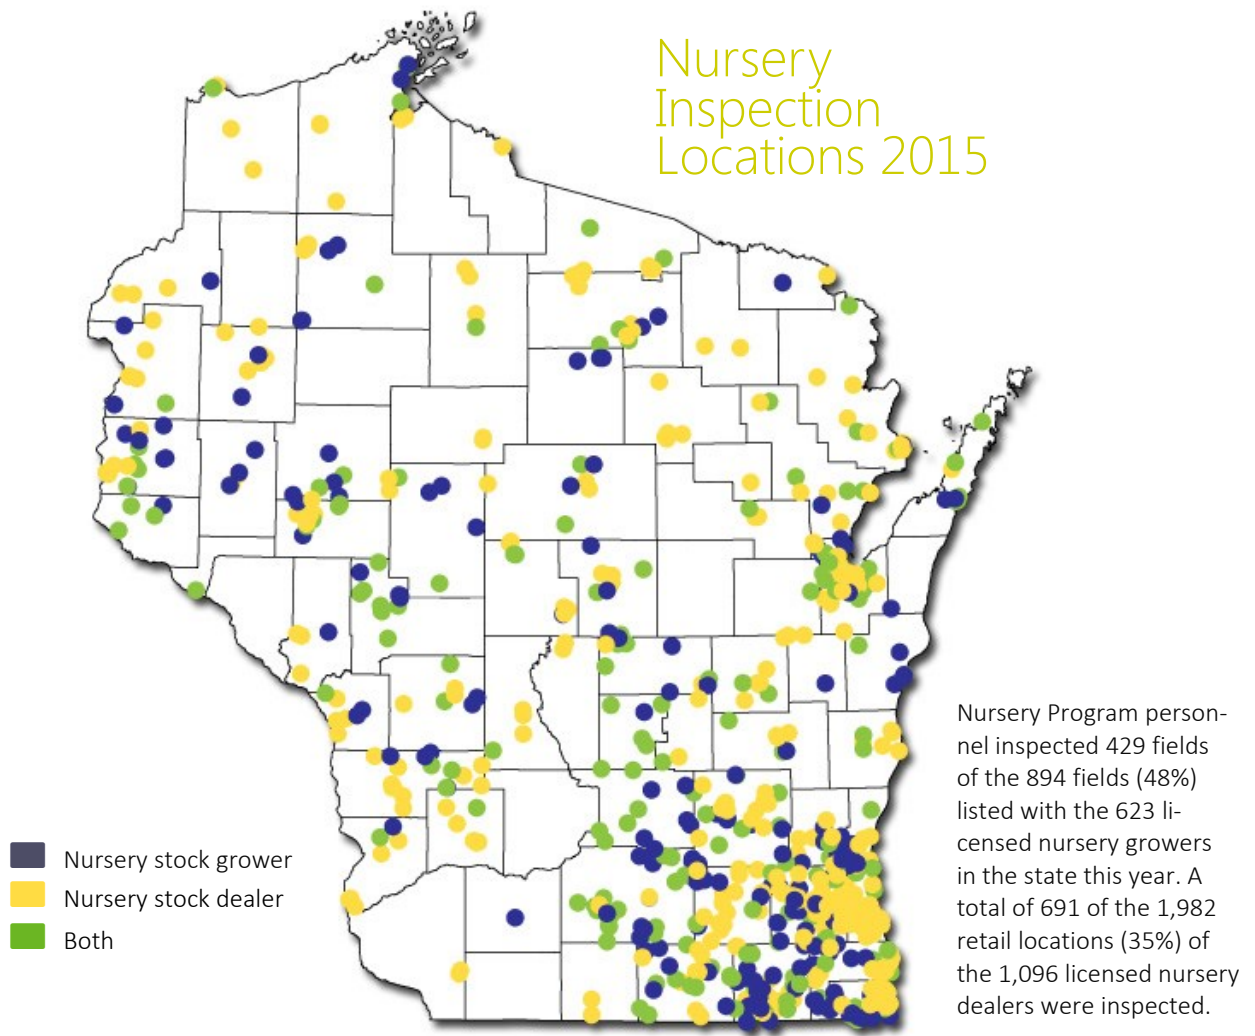 Nursery
Inspection
Locations 2015
Nursery Program person-
nel inspected 429 fields
of the 894 fields (48%)
listed with the 623 li-
censed nursery growers
in the state this year. A
total of 691 of the 1,982
retail locations (35%) of
the 1,096 licensed nursery
dealers were inspected.
Nursery stock grower
Nursery stock dealer
Both